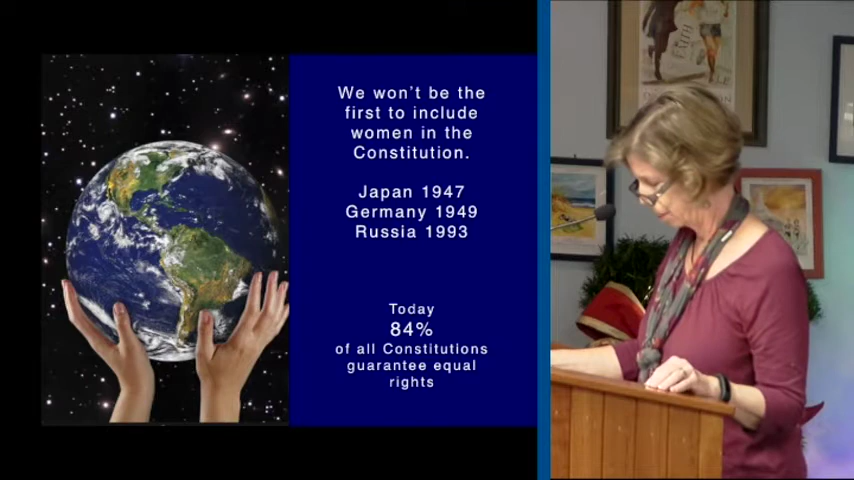 We won't be the
first to include
women in the
Constitution.
Japan 1947
Germany 1949
Russia 1993
Today
84%
of all Constitutions
guarantee equal
rights
FAITH